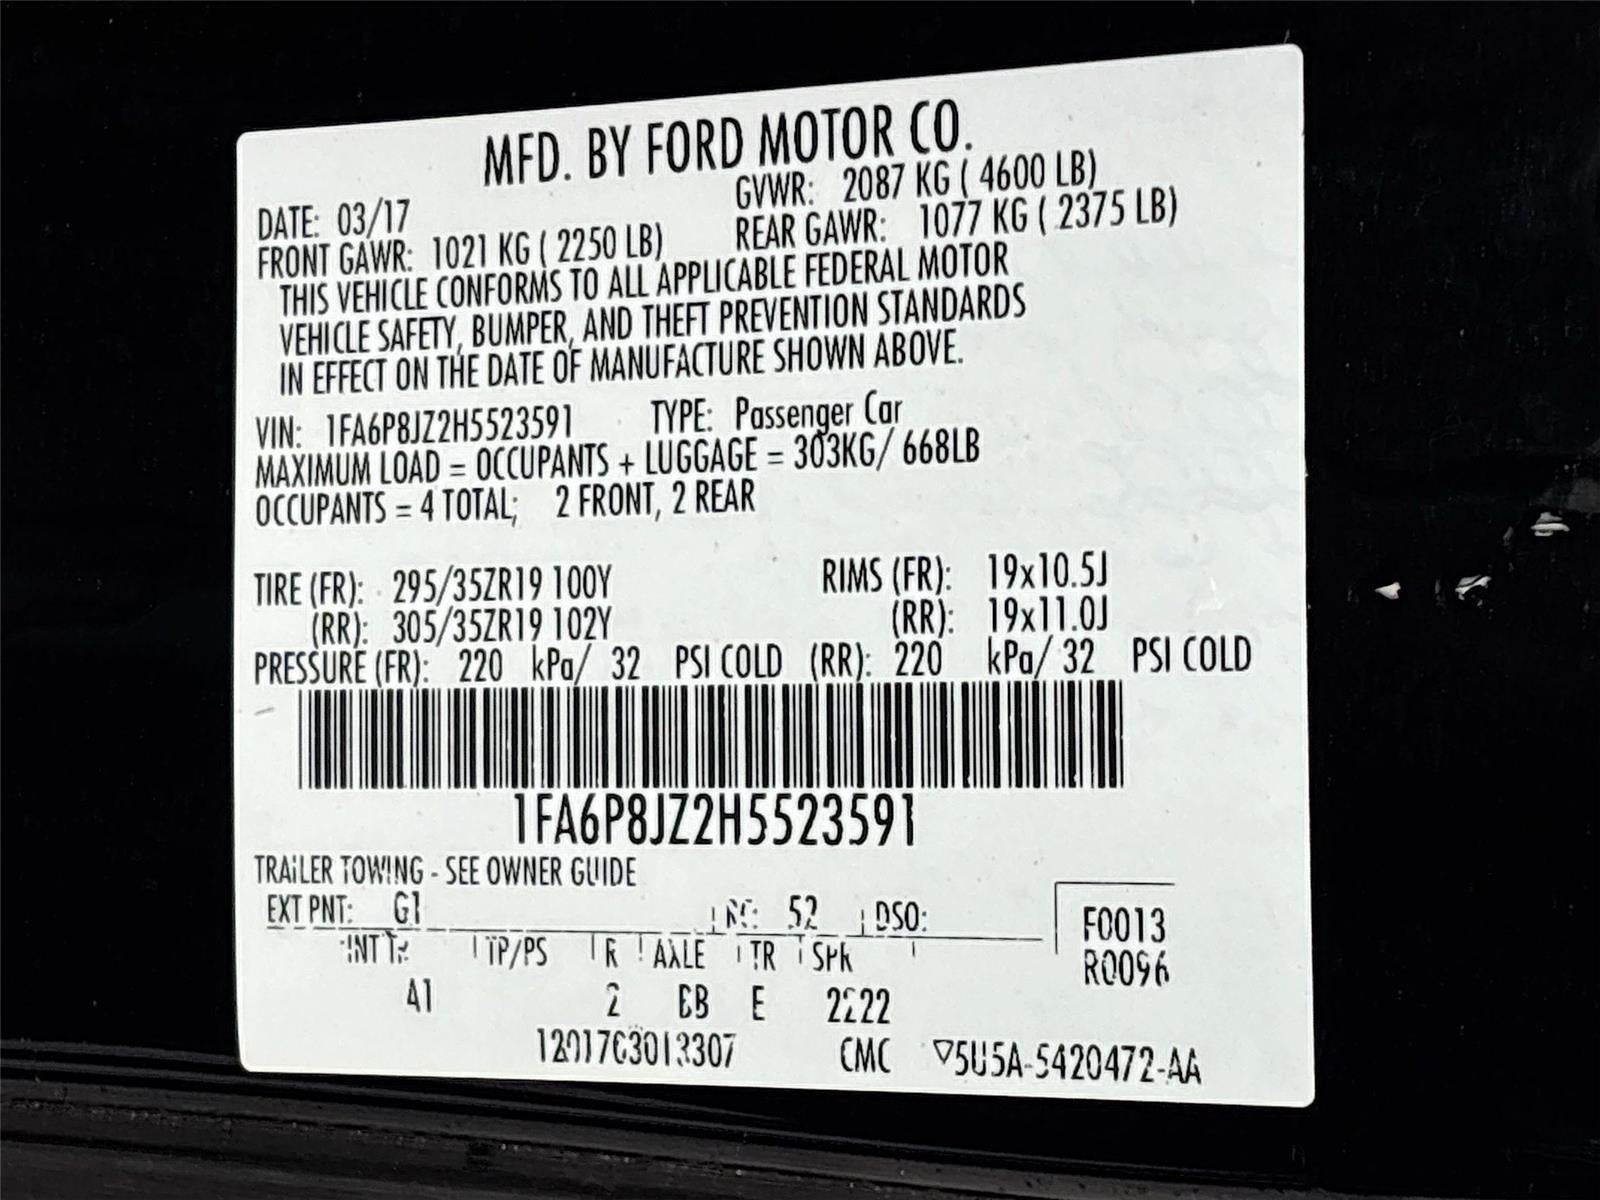 MFD. BY FORD MOTOR CO.
DATE: 03/17 GVWR: 2087 KG ( 4600 LB)
FRONT GAWR: 1021 KG ( 2250 LB) REAR GAWR: 1077 KG ( 2375 LB)
THIS VEHICLE CONFORMS TO ALL APPLICABLE FEDERAL MOTOR
VEHICLE SAFETY, BUMPER, AND THEFT PREVENTION STANDARDS
IN EFFECT ON THE DATE OF MANUFACTURE SHOWN ABOVE.
VIN: 1FA6P8JZ2H5523591 TYPE: Passenger Car
MAXIMUM LOAD = OCCUPANTS + LUGGAGE = 303KG/ 668LB
OCCUPANTS = 4 TOTAL; 2 FRONT, 2 REAR
TIRE (FR): 295/35ZR19 100Y RIMS (FR): 19x10.5J
(RR): 305/35ZR19 102Y (RR): 19x11.0J
PRESSURE (FR): 220 kPa/ 32 PSI COLD (RR): 220 kPa/ 32 PSI COLD
1FA6P8JZ2H5523591
TRAILER TOWING - SEE OWNER GUIDE
EXT PNT: G1 RC: 52 DSO: F0013
INT TR TP/PS R AXLE TR SPR R0096
A1 2 E 2222
CMC ▽5U5A-5420472-AA